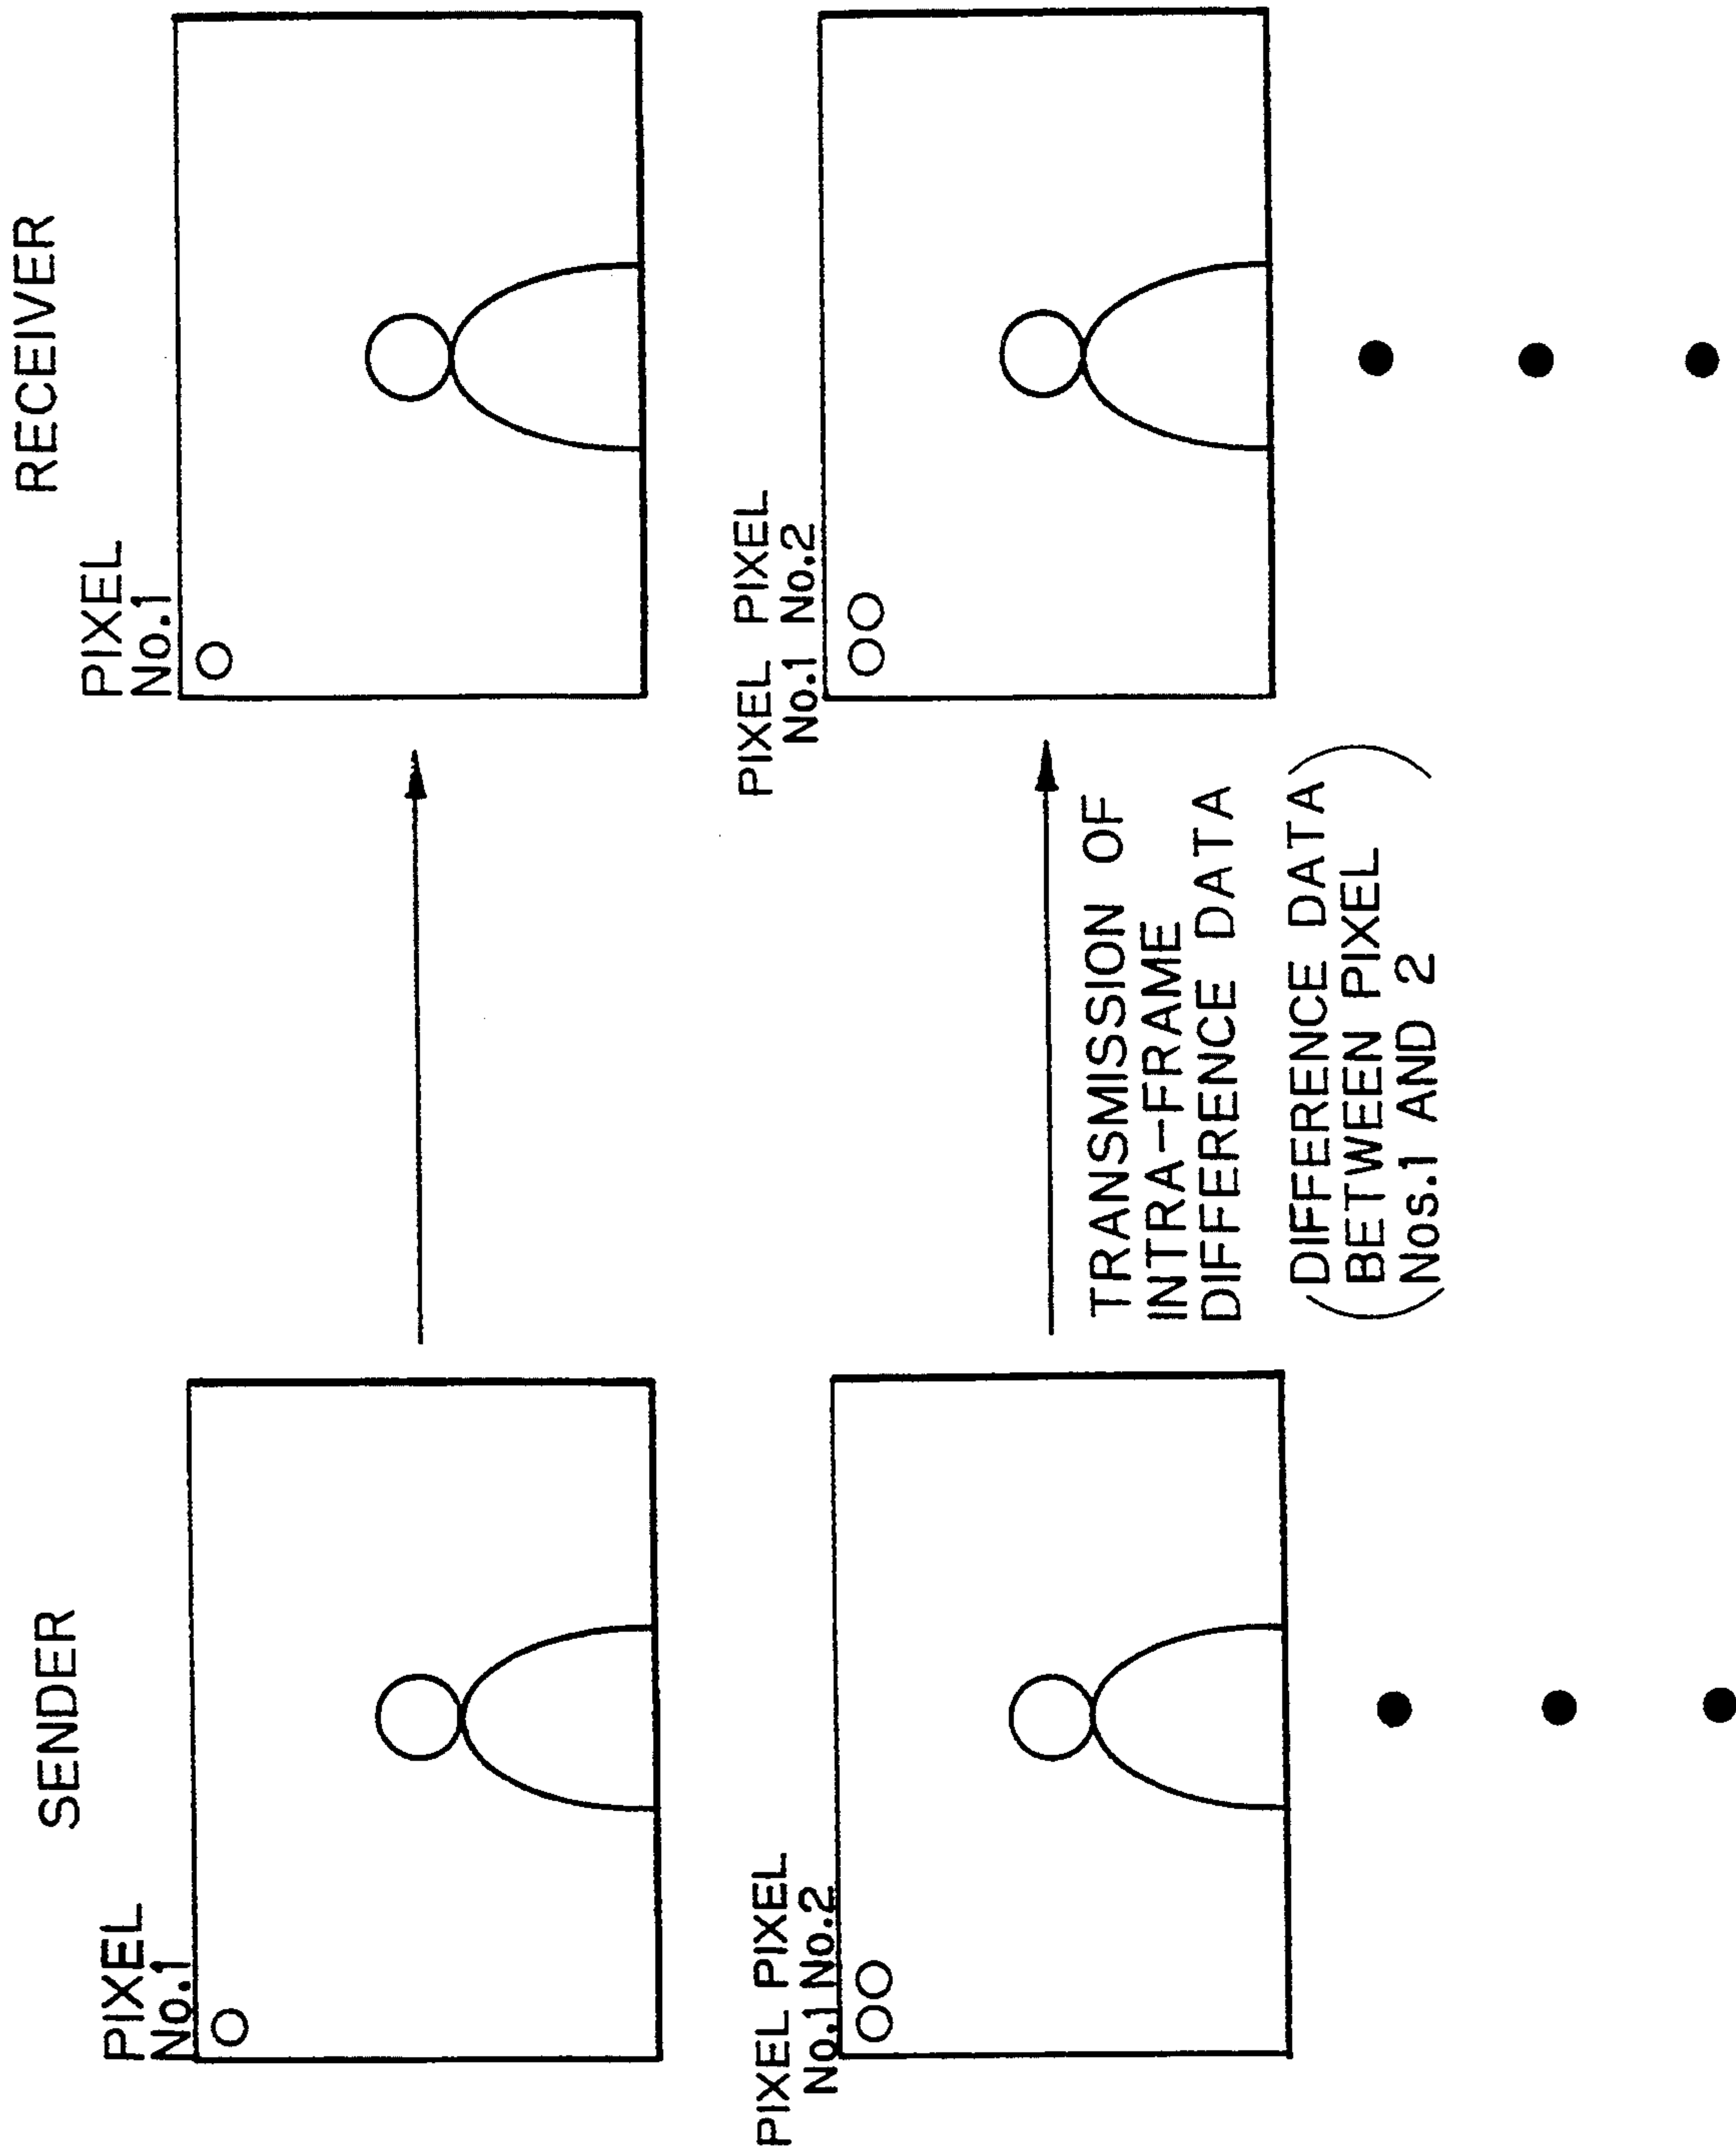 SENDER
RECEIVER
PIXEL
No.1
PIXEL
No.1
PIXEL PIXEL
No.1 No.2
TRANSMISSION OF
INTRA-FRAME
DIFFERENCE DATA
(DIFFERENCE DATA
BETWEEN PIXEL
Nos.1 AND 2)
PIXEL PIXEL
No.1 No.2